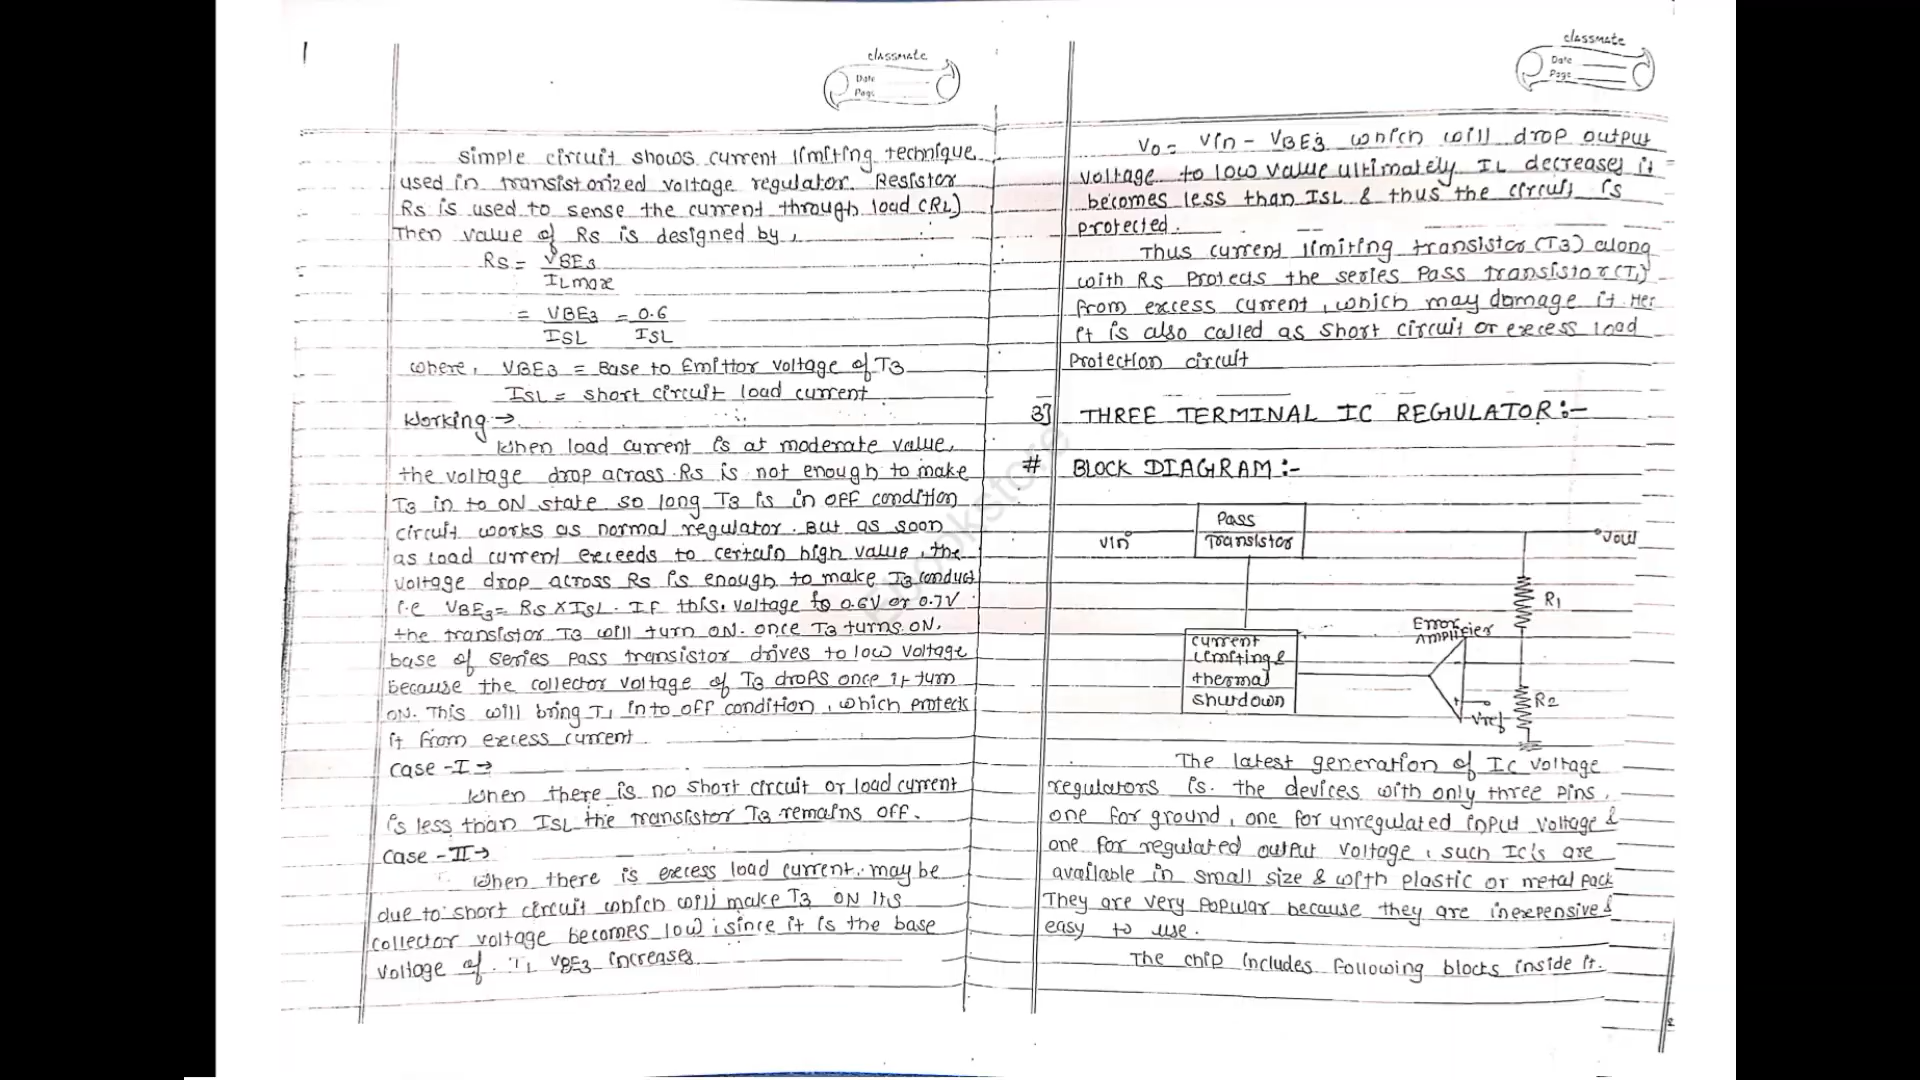 classmate
Date
Page
simple circuit shows current limiting technique
used in transistorized voltage regulator. Resistor
Rs is used to sense the current through load (RL)
Then value of Rs is designed by,
Rs = VBE3
ILmax
= VBE3 = 0.6
ISL ISL
where, VBE3 = Base to Emittor voltage of T3
ISL = short circuit load current
Working →
When load current is at moderate value,
the voltage drop across Rs is not enough to make
T3 in to ON state so long T3 is in OFF condition
circuit works as normal regulator. But as soon
as load current exceeds to certain high value, the
voltage drop across Rs is enough to make T3 conduct
i.e VBE3 = Rs X ISL. If this voltage to 0.6V or 0.7V
the transistor T3 will turn ON. once T3 turns ON,
base of series pass transistor drives to low voltage
because the collector voltage of T3 drops once it turn
ON. This will bring T1 in to off condition, which protects
it from excess current
case - I →
When there is no short circuit or load current
is less than ISL the transistor T3 remains OFF.
case - II →
When there is excess load current may be
due to short circuit which will make T3 ON its
collector voltage becomes low; since it is the base
voltage of T1 VBE3 increases
classmate
Date
Page
Vo = Vin - VBE3 which will drop output
voltage to low value ultimately IL decreases it
becomes less than ISL & thus the circuit is
protected.
Thus current limiting transistor (T3) along
with Rs protects the series pass transistor (T1)
from excess current, which may damage it Her
it is also called as short circuit or excess load
Protection circuit
3] THREE TERMINAL IC REGULATOR :-
# BLOCK DIAGRAM :-
Vin
Pass
Transistor
Vout
R1
Error
Amplifier
current
limiting &
thermal
shutdown
+
Vref
R2
The latest generation of IC voltage
regulators is the devices with only three pins,
one for ground, one for unregulated input voltage &
one for regulated output voltage, such IC's are
available in small size & with plastic or metal pack
They are very popular because they are inexpensive &
easy to use.
The chip includes following blocks inside it.